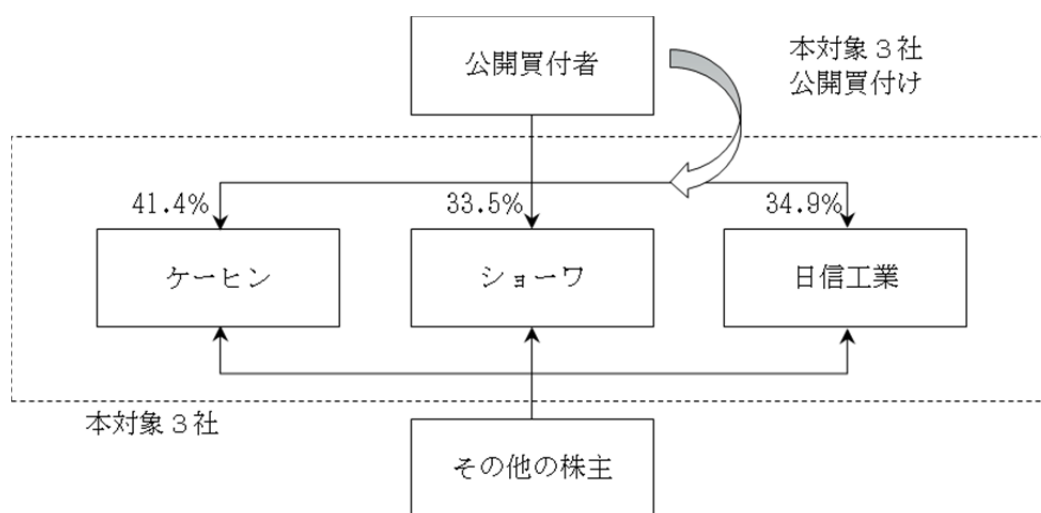 公開買付者
本対象３社
公開買付け
41.4%
33.5%
34.9%
ケーヒン
ショーワ
日信工業
本対象３社
その他の株主